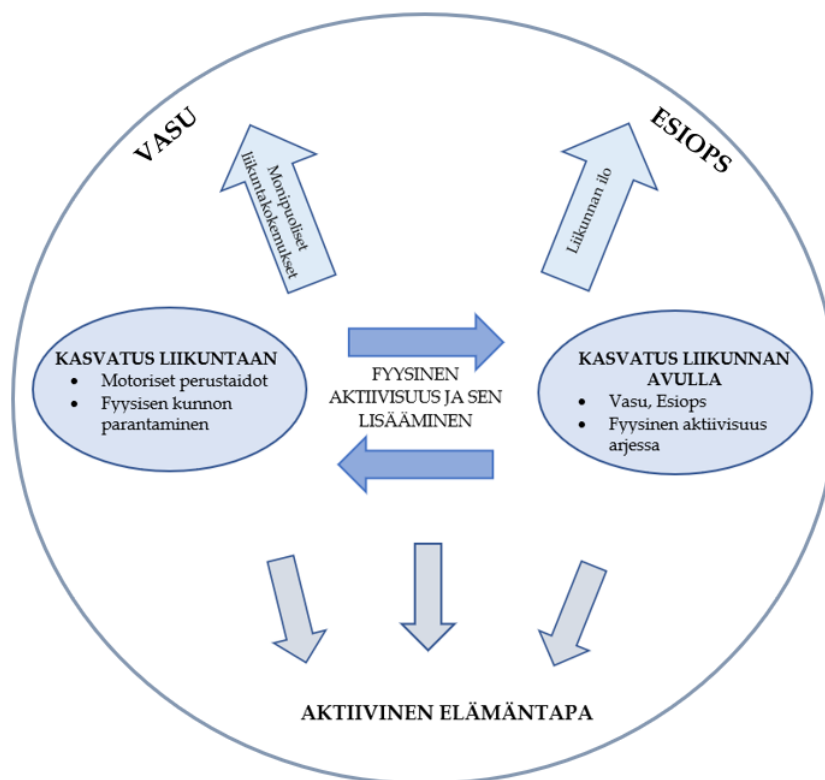 VASU
ESIOPS
Monipuoliset
liikuntakokemukset
Liikunnan ilo
KASVATUS LIIKUNTAAN
• Motoriset perustaidot
• Fyysisen kunnon
parantaminen
FYYSINEN
AKTIIVISUUS JA SEN
LISÄÄMINEN
KASVATUS LIIKUNNAN
AVULLA
• Vasu, Esiops
• Fyysinen aktiivisuus
arjessa
AKTIIVINEN ELÄMÄNTAPA